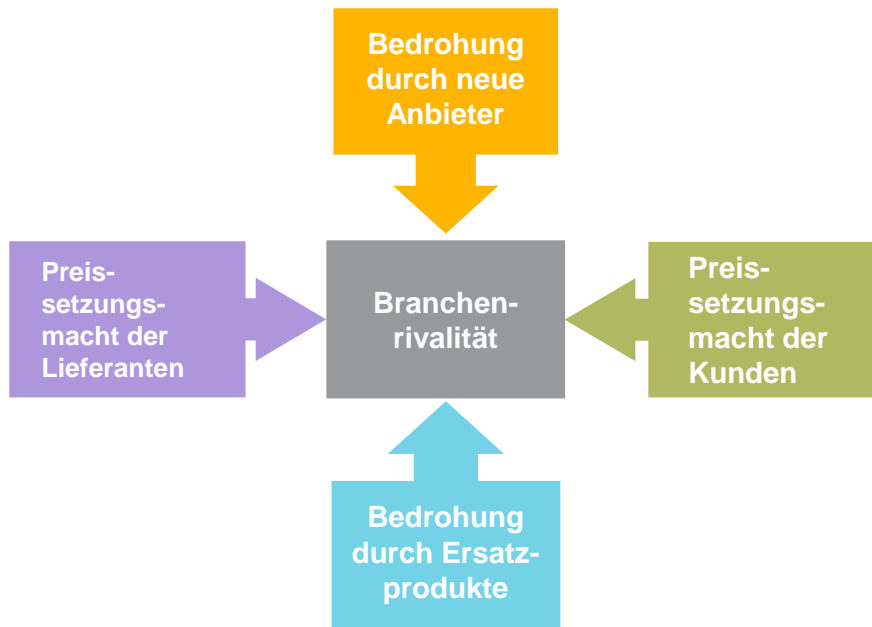 Bedrohung
durch neue
Anbieter
Preis-
setzungs-
macht der
Lieferanten
Branchen-
rivalität
Preis-
setzungs-
macht der
Kunden
Bedrohung
durch Ersatz-
produkte